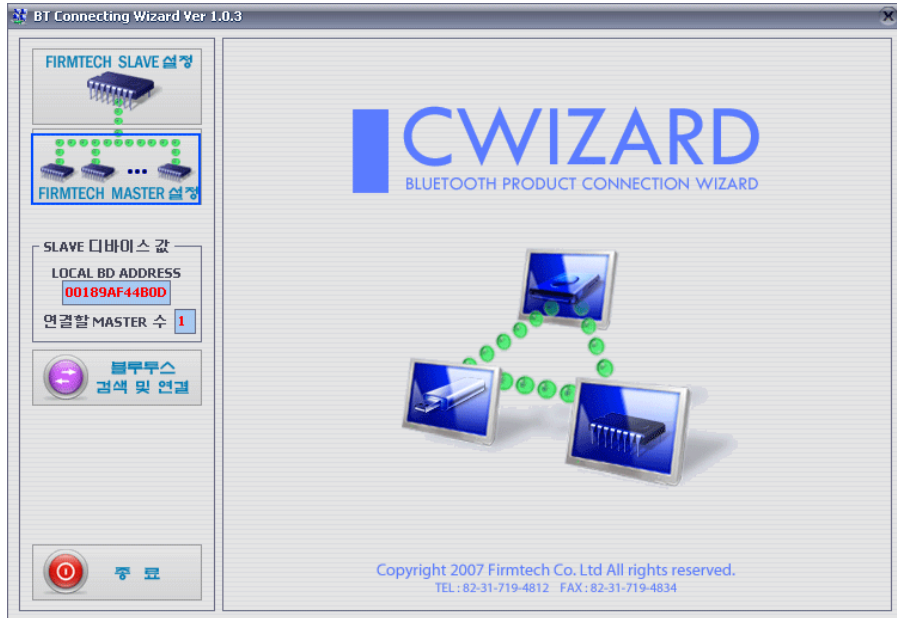 BT Connecting Wizard Ver 1.0.3
FIRMTECH SLAVE 설정
FIRMTECH MASTER 설정
SLAVE 디바이스 값
LOCAL BD ADDRESS
00189AF44B0D
연결할 MASTER 수 1
블루투스
검색 및 연결
종 료
CWIZARD
BLUETOOTH PRODUCT CONNECTION WIZARD
Copyright 2007 Firmtech Co. Ltd All rights reserved.
TEL : 82-31-719-4812 FAX : 82-31-719-4834